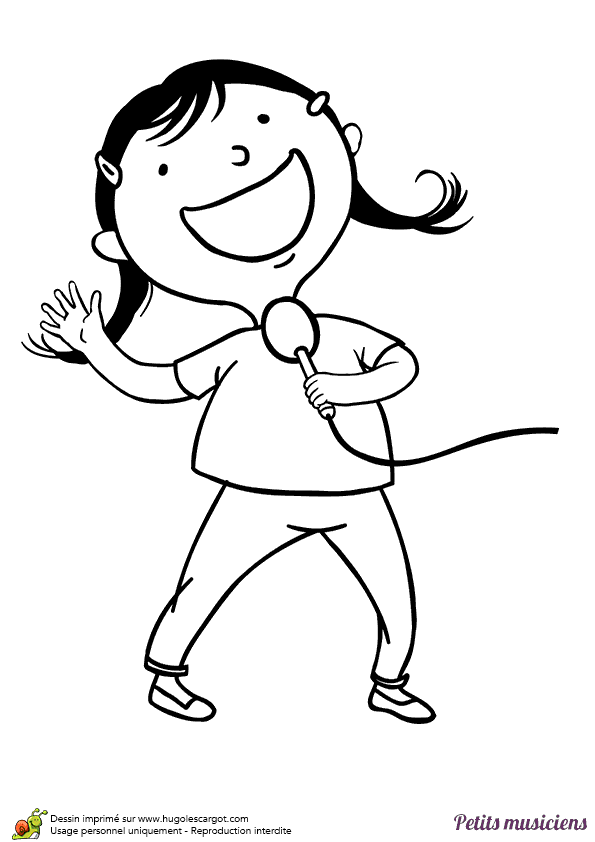 Dessin imprimé sur www.hugolescargot.com
Usage personnel uniquement - Reproduction interdite
Petits musiciens